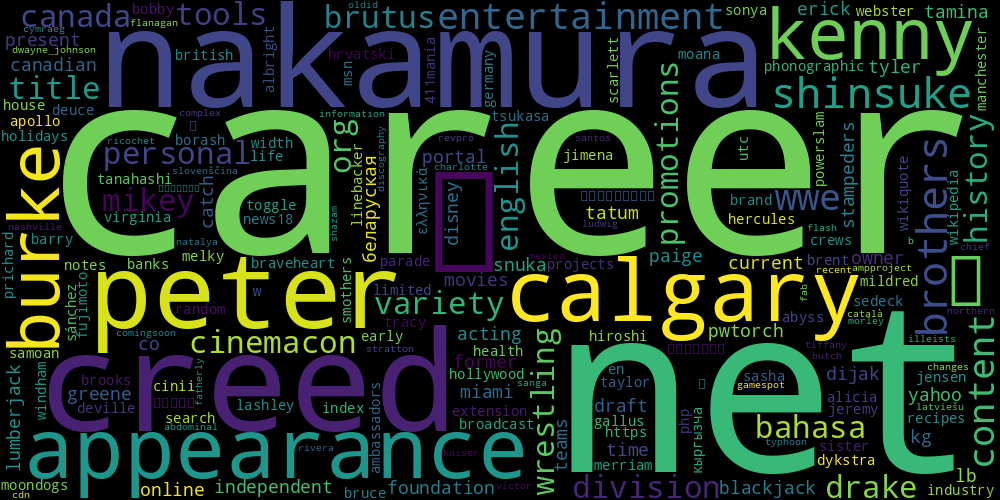 canada
tools
brutus
entertainment
sonya
erick
webster
tamina
kenny
bobby
flanagan
cymraeg
dwayne_johnson
oldid
present
canadian
title
british
albright
hrvatski
msn
nakamura
411mania
germany
scarlett
moana
phonographic
tyler
manchester
shinsuke
house
apollo
deuce
holidays
complex
ricochet
borash
width
life
information
revpro
tsukasa
personal
org
portal
english
santos
jimena
promotions
utc
powerslam
stampeders
wikiquote
brothers
wikipedia
history
career
burke
tanahashi
slovenščina
mikey
virginia
catch
toggle
news18
linebacker
беларуская
ελληνικά
discography
charlotte
disney
tatum
ludwig
wwe
brand
hercules
flash
crews
b
chief
nashville
prichard
barry
notes
sánchez
fujimoto
banks
melky
natalya
braveheart
shazam
parade
snuka
mexico
projects
movies
paige
current
brent
owner
ampproject
mildred
recent
fab
sedeck
peter
random
w
limited
smothers
variety
calgary
abyss
català
morley
illeists
northern
content
samoan
windham
comingsoon
co
cinemacon
tracy
early
stratton
acting
health
former
hollywood
wrestling
hiroshi
pwtorch
tiffany
butch
changes
jensen
latviešu
gamespot
yahoo
recipes
creed
lumberjack
brooks
deville
greene
cinii
fatherly
lashley
search
index
ambassadors
miami
extension
broadcast
sanga
en
taylor
draft
gallus
https
sasha
dijak
alicia
jeremy
net
кыргызча
php
bahasa
sister
dykstra
typhoon
kg
appearance
moondogs
cdn
abdominal
rivera
kaiser
victor
online
independent
bruce
foundation
teams
time
merriam
division
blackjack
drake
lb
industry